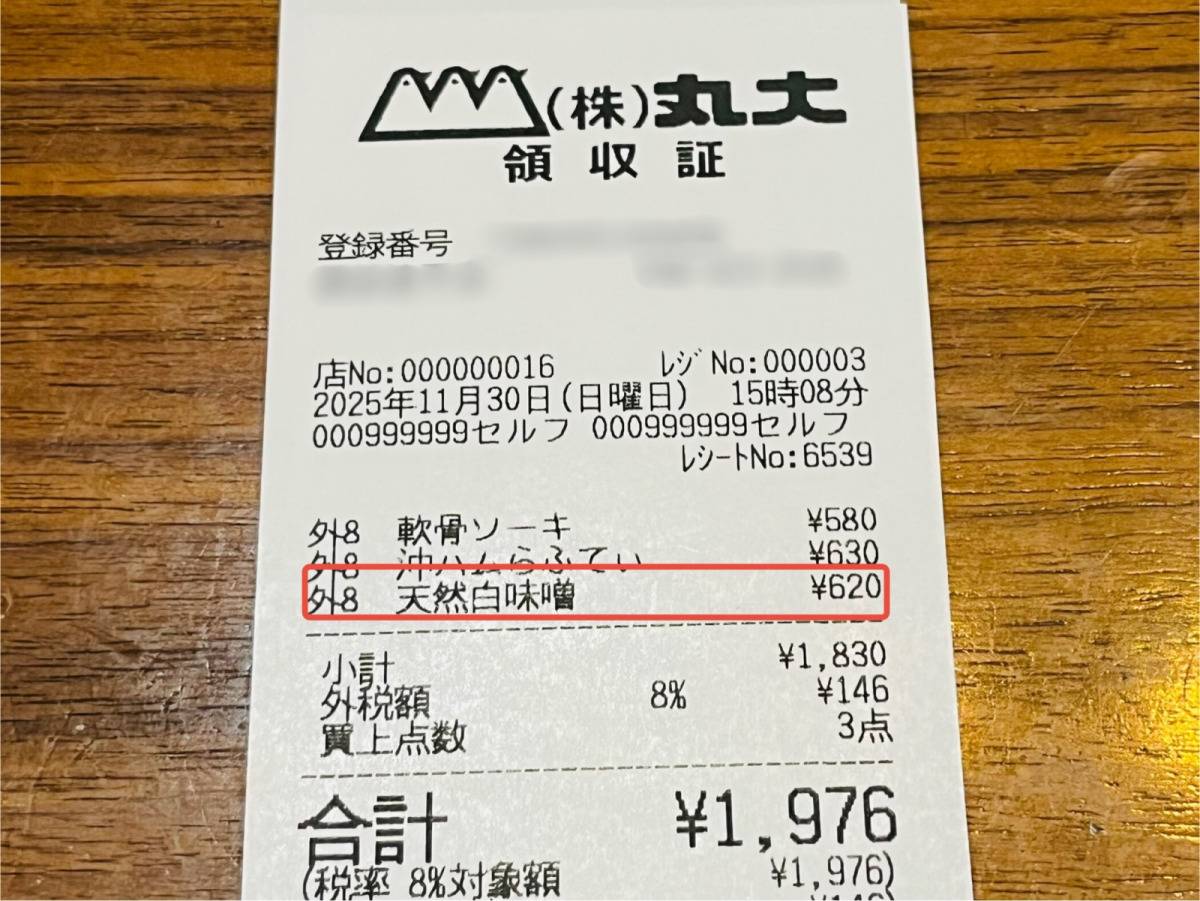 (株)丸大
領収証
登録番号
店No:000000016 レジNo:000003
2025年11月30日(日曜日) 15時08分
000999999セルフ 000999999セルフ
レシートNo:6539
外8 軟骨ソーキ ¥580
外8 沖ハムらふてい ¥630
外8 天然白味噌 ¥620
小計 ¥1,830
外税額 8% ¥146
買上点数 3点
合計 ¥1,976
(税率 8%対象額 ¥1,976)